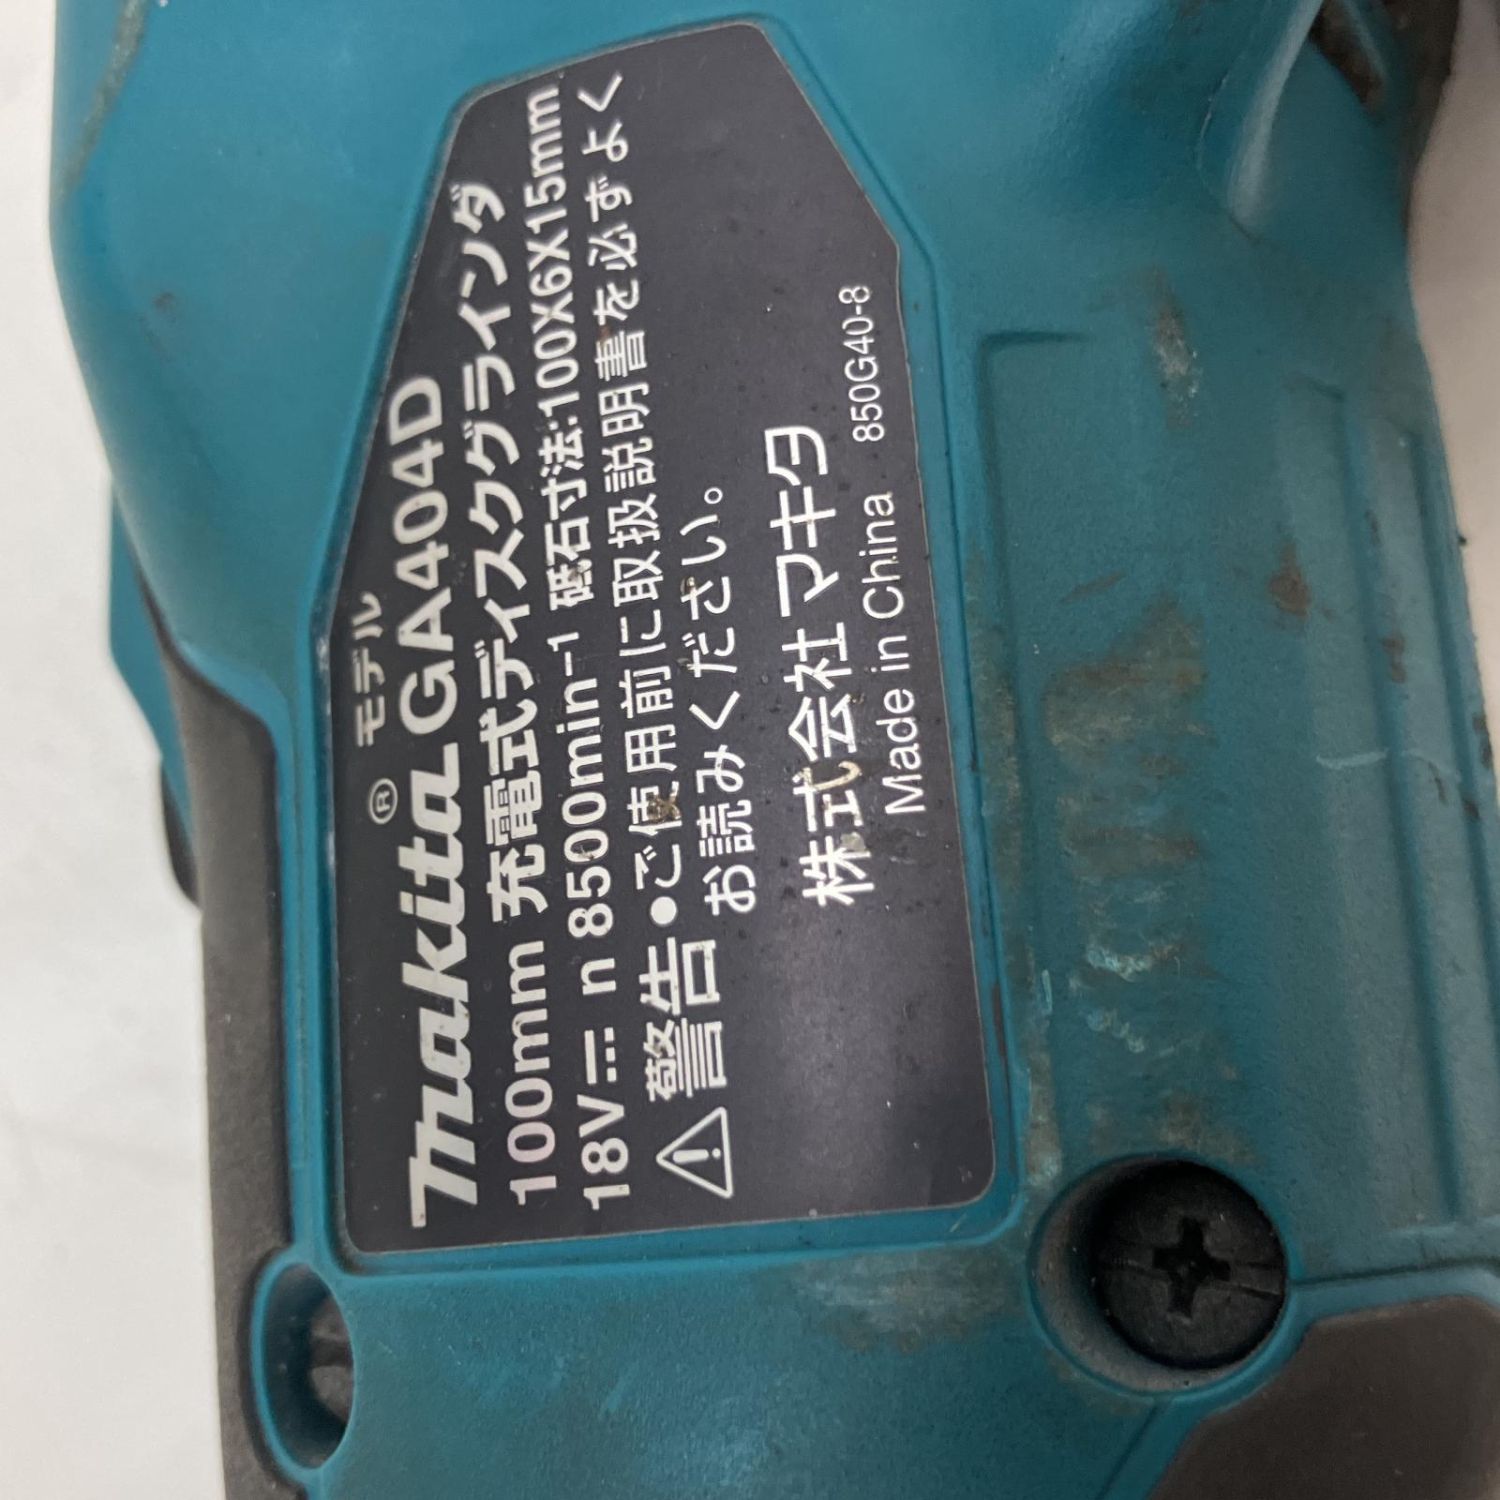 makita® モデル GA404D
100mm 充電式ディスクグラインダ
18V⎓ n 8500min⁻¹ 砥石寸法:100X6X15mm
⚠警告●ご使用前に取扱説明書を必ずよく
お読みください。
株式会社 マキタ
Made in China 850G40-8